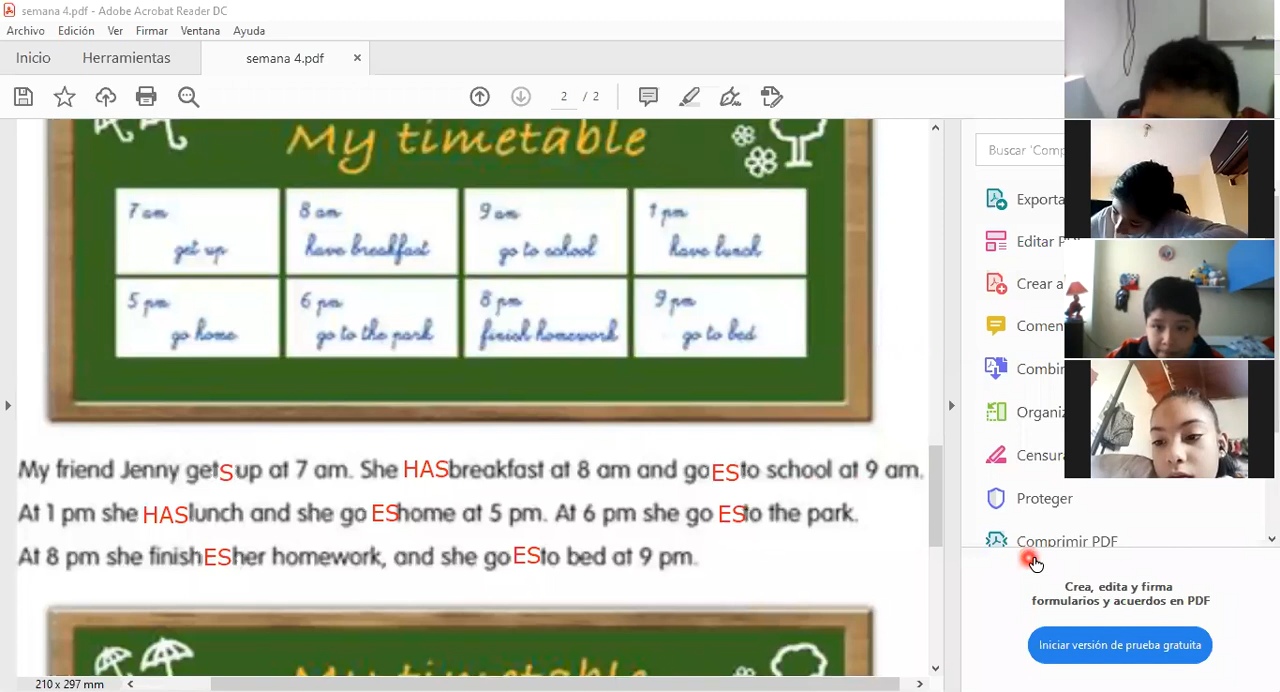 semana 4.pdf - Adobe Acrobat Reader DC
Archivo Edición Ver Firmar Ventana Ayuda
Inicio Herramientas semana 4.pdf ×
2 / 2
Buscar 'Comp
My timetable
7 am 8 am 9 am 1 pm
get up have breakfast go to school have lunch
5 pm 6 pm 8 pm 9 pm
go home go to the park finish homework go to bed
My friend Jenny getSup at 7 am. She HASbreakfast at 8 am and goESto school at 9 am.
At 1 pm she HASlunch and she go EShome at 5 pm. At 6 pm she go ESto the park.
At 8 pm she finishESher homework, and she goESto bed at 9 pm.
My timetable
210 x 297 mm
Exporta
Editar P
Crear a
Comen
Combin
Organiz
Censura
Proteger
Comprimir PDF
Crea, edita y firma
formularios y acuerdos en PDF
Iniciar versión de prueba gratuita